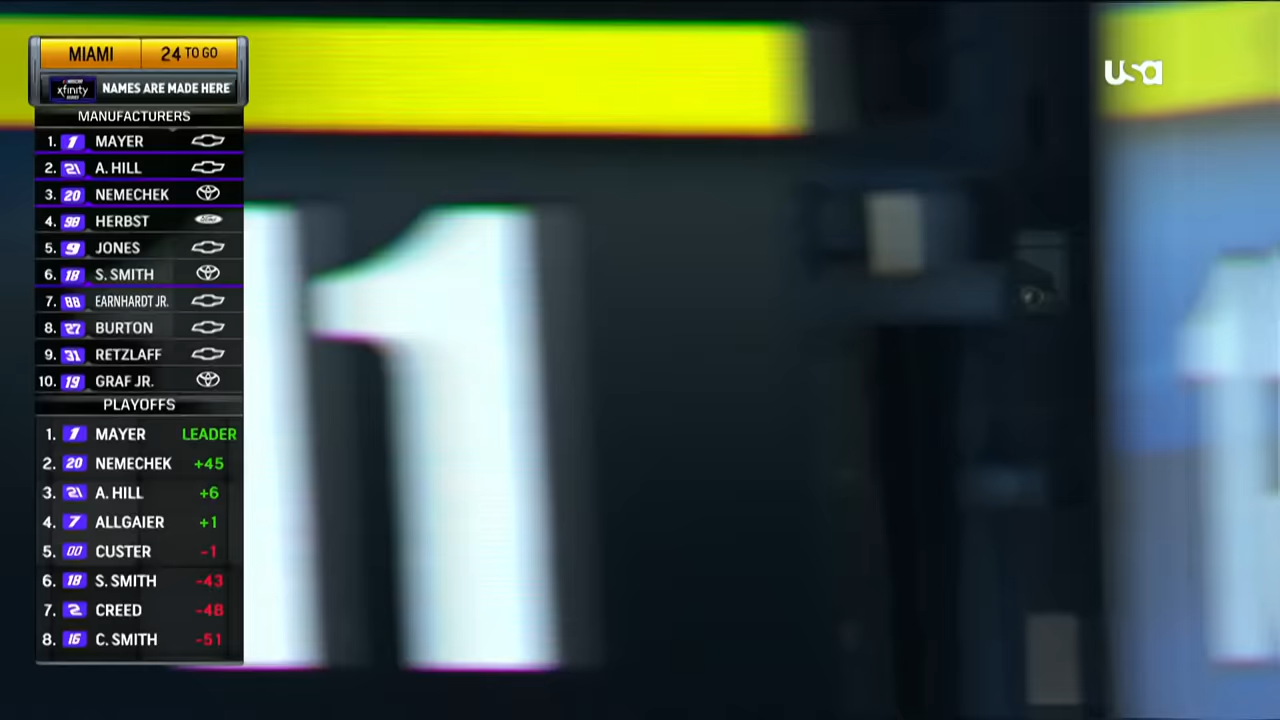 MIAMI 24 TO GO
xfinity NAMES ARE MADE HERE
MANUFACTURERS
1. 1 MAYER
2. 21 A. HILL
3. 20 NEMECHEK
4. 98 HERBST Ford
5. 9 JONES
6. 18 S. SMITH
7. 88 EARNHARDT JR.
8. 27 BURTON
9. 31 RETZLAFF
10. 19 GRAF JR.
PLAYOFFS
1. 1 MAYER LEADER
2. 20 NEMECHEK +45
3. 21 A. HILL +6
4. 7 ALLGAIER +1
5. 00 CUSTER -1
6. 18 S. SMITH -43
7. 2 CREED -48
8. 16 C. SMITH -51
11
usa